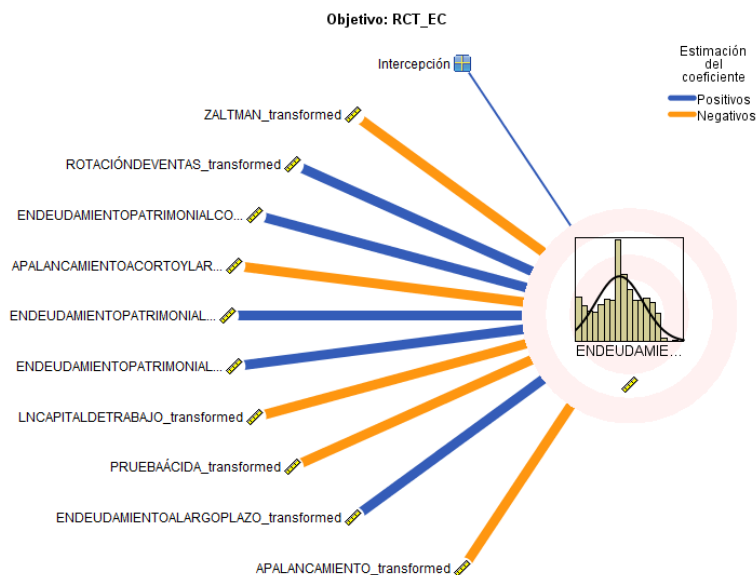 Objetivo: RCT_EC
Estimación
del
coeficiente
Positivos
Negativos
Intercepción
ZALTMAN_transformed
ROTACIÓNDEVENTAS_transformed
ENDEUDAMIENTOPATRIMONIALCO...
APALANCAMIENTOACORTOYLAR...
ENDEUDAMIENTOPATRIMONIAL...
ENDEUDAMIENTOPATRIMONIAL...
LNCAPITALDETRABAJO_transformed
PRUEBAÁCIDA_transformed
ENDEUDAMIENTOALARGOPLAZO_transformed
APALANCAMIENTO_transformed
ENDEUDAMIE...